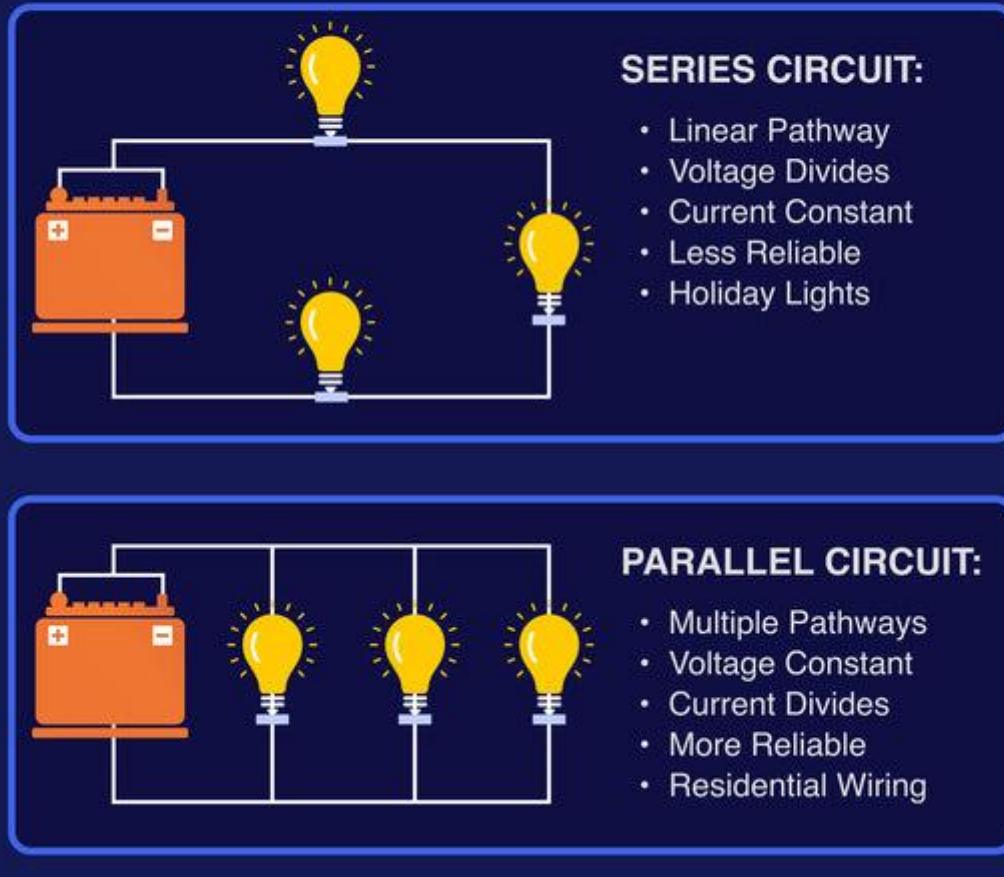 SERIES CIRCUIT:
• Linear Pathway
• Voltage Divides
• Current Constant
• Less Reliable
• Holiday Lights
+ −
PARALLEL CIRCUIT:
• Multiple Pathways
• Voltage Constant
• Current Divides
• More Reliable
• Residential Wiring
+ −